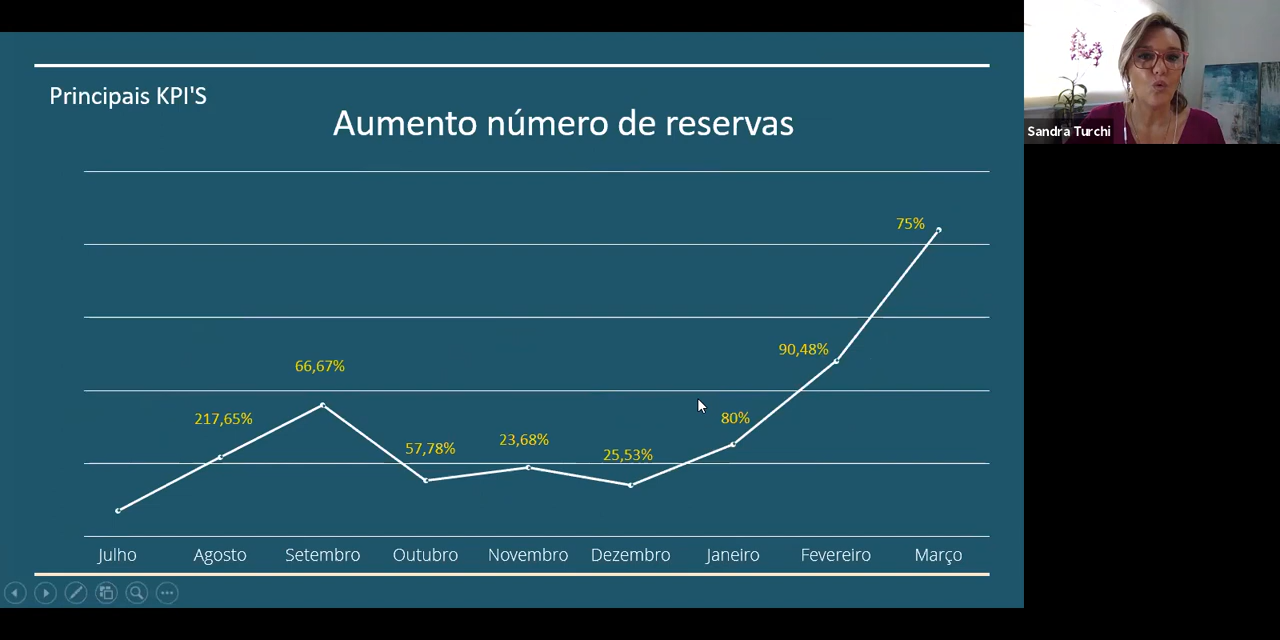 Principais KPI'S
Aumento número de reservas
75%
90,48%
66,67%
217,65%
80%
57,78%
23,68%
25,53%
Julho Agosto Setembro Outubro Novembro Dezembro Janeiro Fevereiro Março
Sandra Turchi